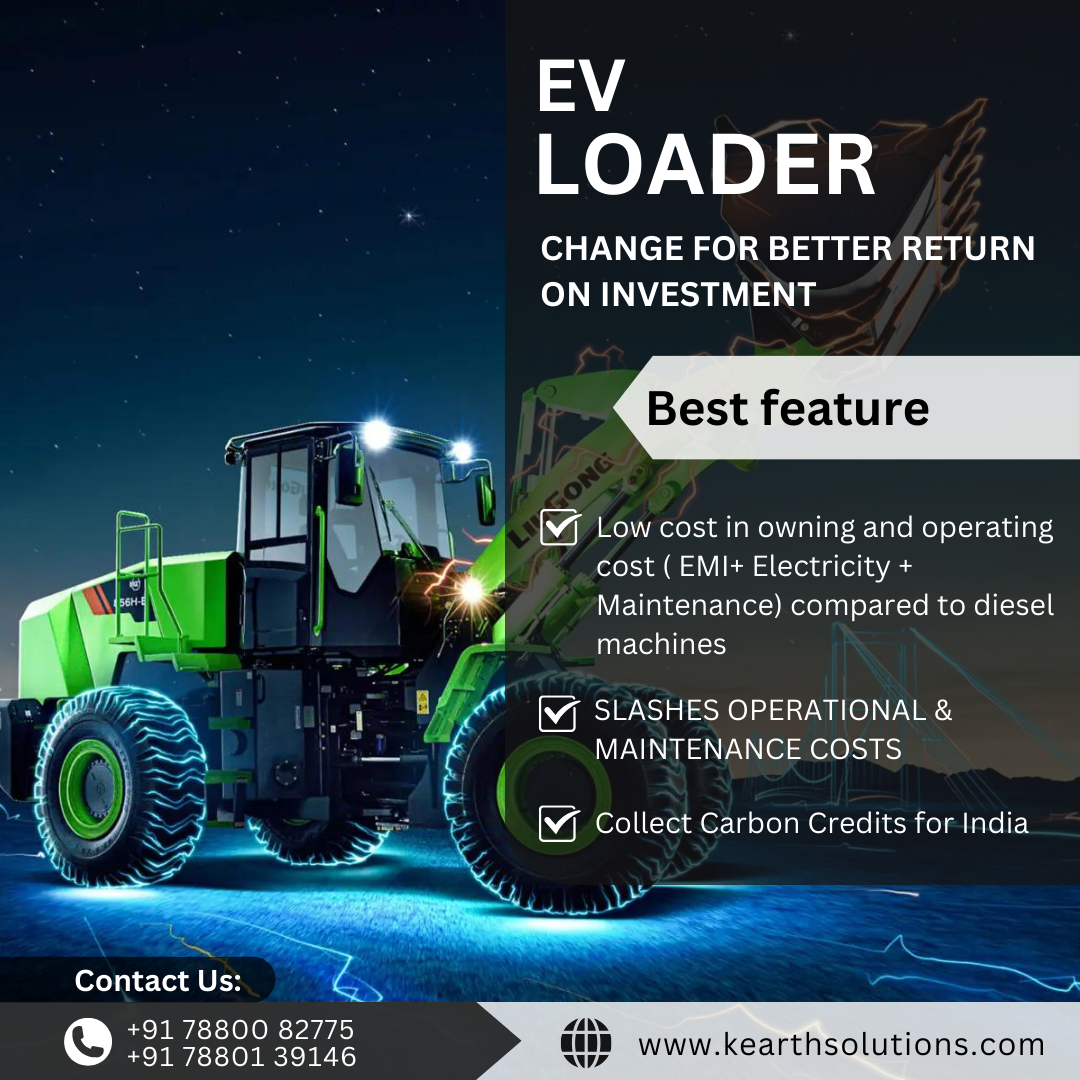 EV
LOADER
CHANGE FOR BETTER RETURN
ON INVESTMENT
Best feature
LIUGONG
Low cost in owning and operating
cost ( EMI+ Electricity +
Maintenance) compared to diesel
machines
856H-E
SLASHES OPERATIONAL &
MAINTENANCE COSTS
Collect Carbon Credits for India
Contact Us:
+91 78800 82775
+91 78801 39146
www.kearthsolutions.com